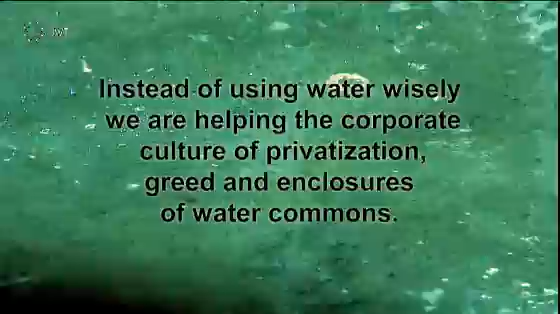 Instead of using water wisely
we are helping the corporate
culture of privatization,
greed and enclosures
of water commons.